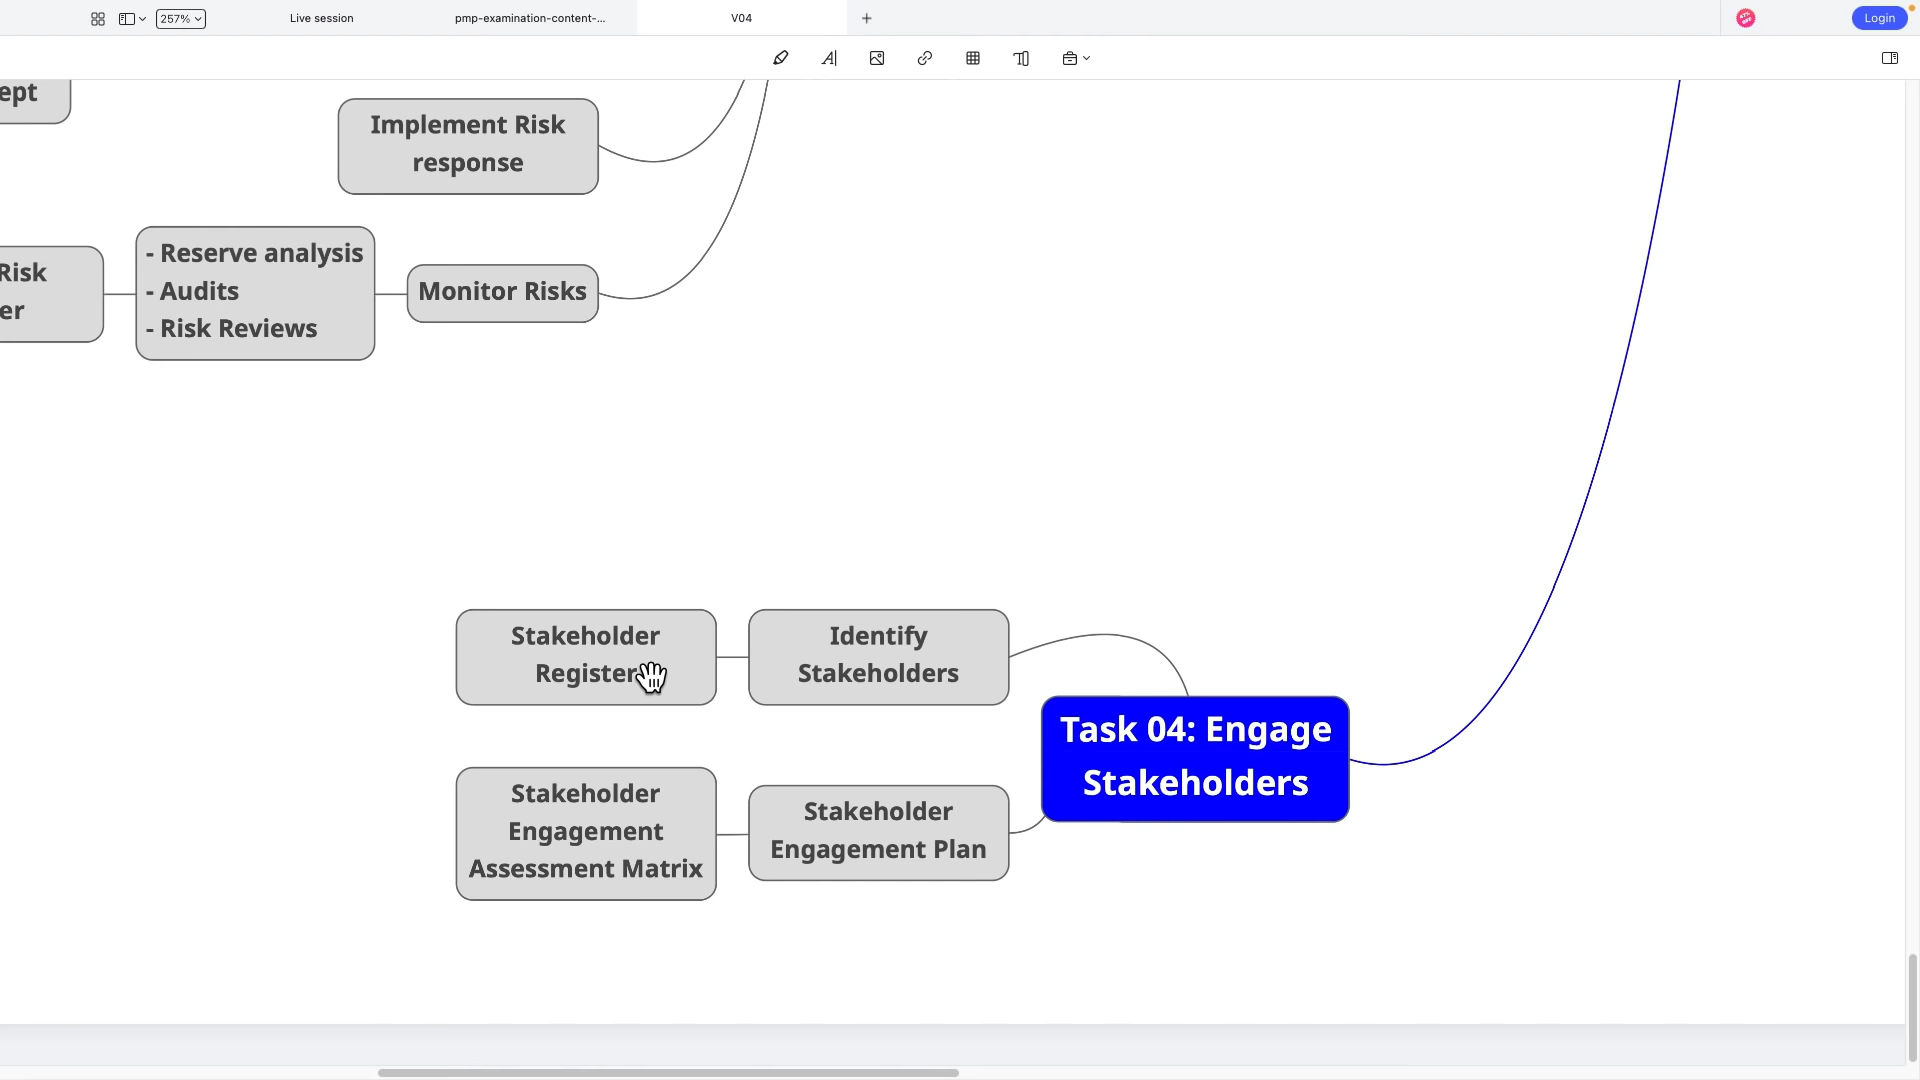 257%
Live session
pmp-examination-content-...
V04
Login
ept
Implement Risk
response
Risk
er
- Reserve analysis
- Audits
- Risk Reviews
Monitor Risks
Stakeholder
Register
Identify
Stakeholders
Task 04: Engage
Stakeholders
Stakeholder
Engagement
Assessment Matrix
Stakeholder
Engagement Plan